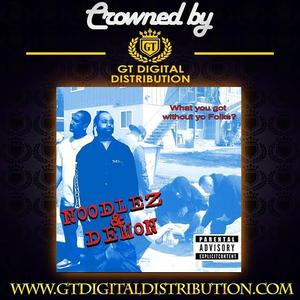 Crowned by
GT
GT DIGITAL
DISTRIBUTION
What you got
without yo Folks?
NOODLEZ
&
DEMON
PARENTAL
ADVISORY
EXPLICIT CONTENT
WWW.GTDIGITALDISTRIBUTION.COM